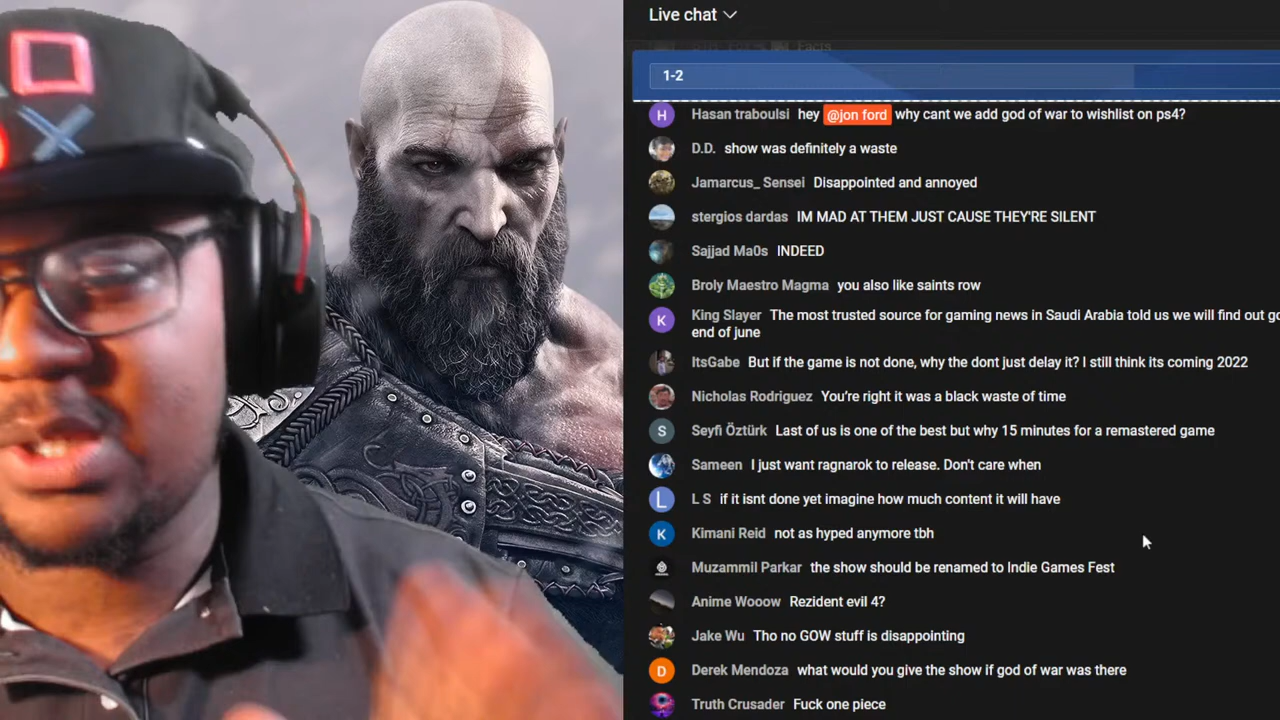 Live chat
Facts
1-2
Hasan traboulsi hey @jon ford why cant we add god of war to wishlist on ps4?
D.D. show was definitely a waste
Jamarcus_ Sensei Disappointed and annoyed
stergios dardas IM MAD AT THEM JUST CAUSE THEY'RE SILENT
Sajjad Ma0s INDEED
Broly Maestro Magma you also like saints row
King Slayer The most trusted source for gaming news in Saudi Arabia told us we will find out
end of june
ItsGabe But if the game is not done, why the dont just delay it? I still think its coming 2022
Nicholas Rodriguez You're right it was a black waste of time
Seyfi Öztürk Last of us is one of the best but why 15 minutes for a remastered game
Sameen I just want ragnarok to release. Don't care when
L S if it isnt done yet imagine how much content it will have
Kimani Reid not as hyped anymore tbh
Muzammil Parkar the show should be renamed to Indie Games Fest
Anime Wooow Rezident evil 4?
Jake Wu Tho no GOW stuff is disappointing
Derek Mendoza what would you give the show if god of war was there
Truth Crusader Fuck one piece